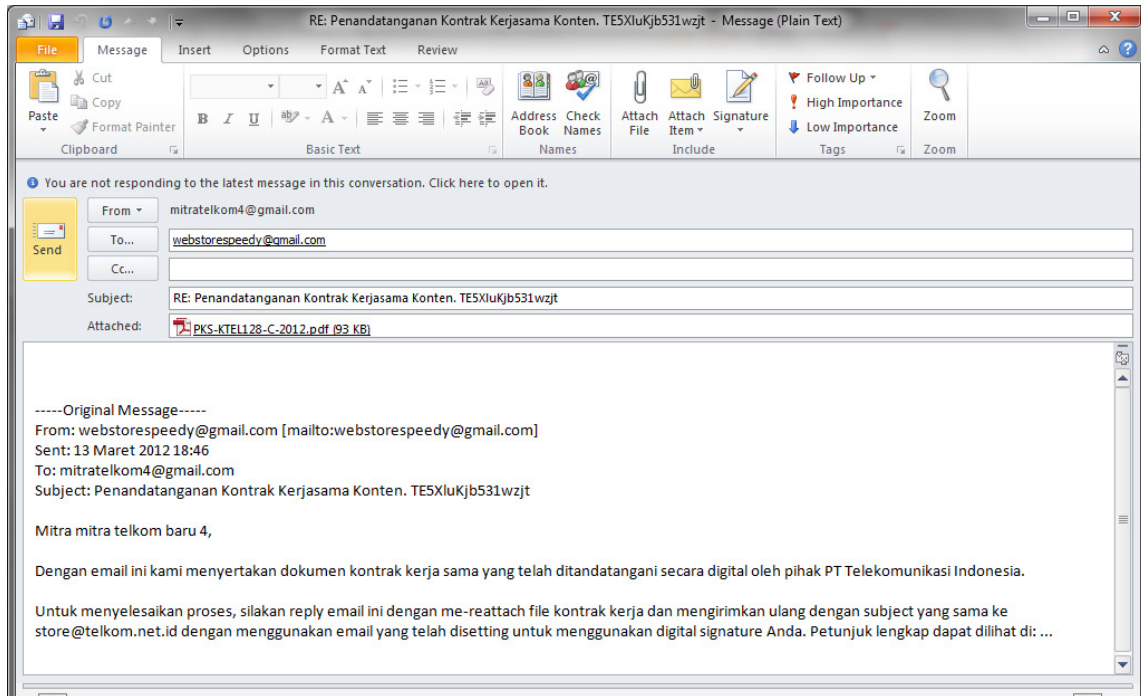 RE: Penandatanganan Kontrak Kerjasama Konten. TE5XluKjb531wzjt - Message (Plain Text)
File Message Insert Options Format Text Review
Paste
Cut
Copy
Format Painter
Clipboard
B I U
Basic Text
Address Book
Check Names
Names
Attach File
Attach Item
Signature
Include
Follow Up
High Importance
Low Importance
Tags
Zoom
Zoom
You are not responding to the latest message in this conversation. Click here to open it.
Send
From mitratelkom4@gmail.com
To... webstorespeedy@gmail.com
Cc...
Subject: RE: Penandatanganan Kontrak Kerjasama Konten. TE5XluKjb531wzjt
Attached: PKS-KTEL128-C-2012.pdf (93 KB)
-----Original Message-----
From: webstorespeedy@gmail.com [mailto:webstorespeedy@gmail.com]
Sent: 13 Maret 2012 18:46
To: mitratelkom4@gmail.com
Subject: Penandatanganan Kontrak Kerjasama Konten. TE5XluKjb531wzjt
Mitra mitra telkom baru 4,
Dengan email ini kami menyertakan dokumen kontrak kerja sama yang telah ditandatangani secara digital oleh pihak PT Telekomunikasi Indonesia.
Untuk menyelesaikan proses, silakan reply email ini dengan me-reattach file kontrak kerja dan mengirimkan ulang dengan subject yang sama ke
store@telkom.net.id dengan menggunakan email yang telah disetting untuk menggunakan digital signature Anda. Petunjuk lengkap dapat dilihat di: ...